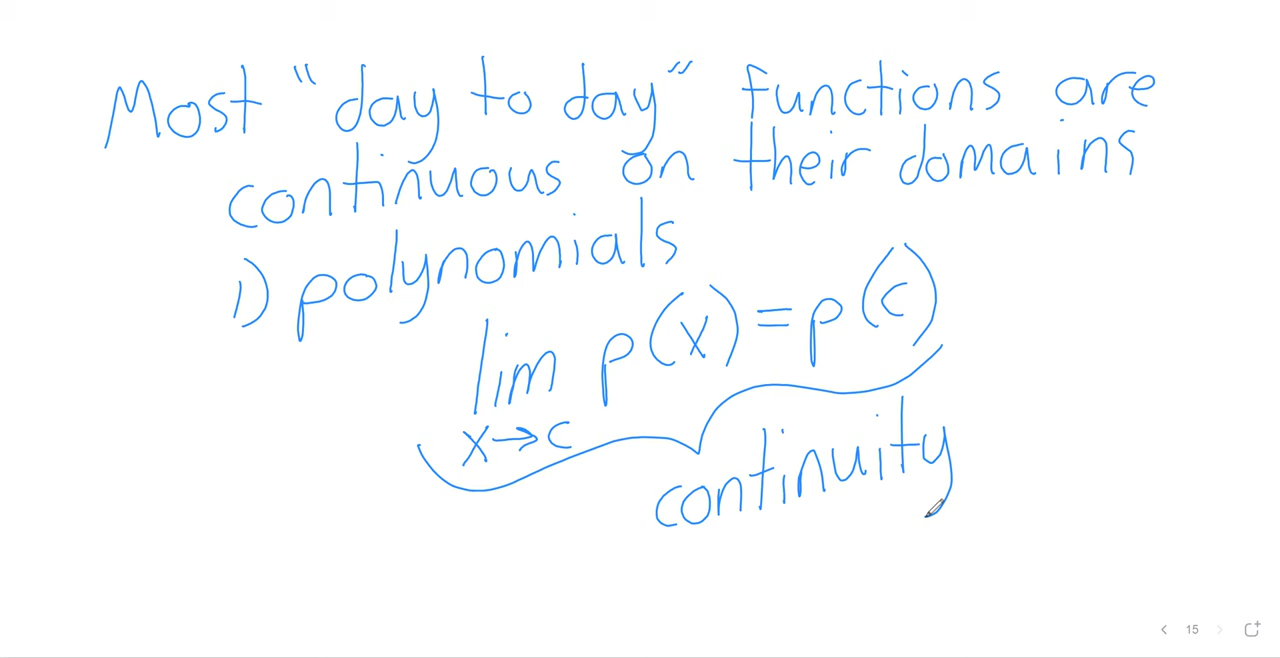 Most "day to day" functions are
continuous on their domains
1) polynomials
lim p(x) = p(c)
x→c
continuity
15